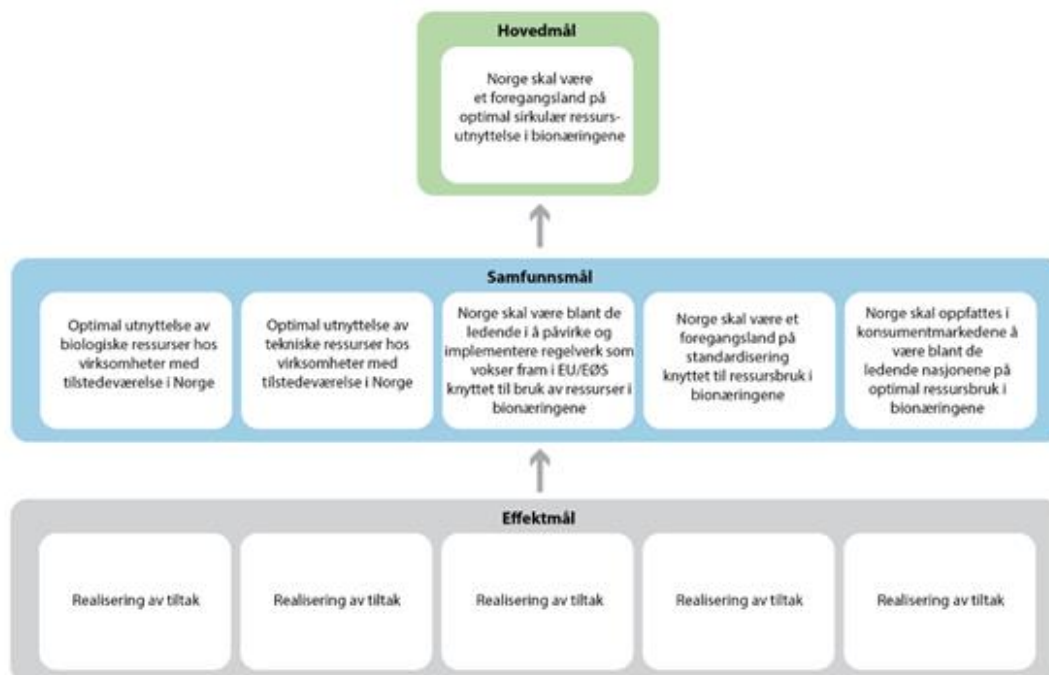 Hovedmål
Norge skal være
et foregangsland på
optimal sirkulær ressurs-
utnyttelse i bionæringene
Samfunnsmål
Optimal utnyttelse av
biologiske ressurser hos
virksomheter med
tilstedeværelse i Norge
Optimal utnyttelse av
tekniske ressurser hos
virksomheter med
tilstedeværelse i Norge
Norge skal være blant de
ledende i å påvirke og
implementere regelverk som
vokser fram i EU/EØS
knyttet til bruk av ressurser i
bionæringene
Norge skal være et
foregangsland på
standardisering
knyttet til ressursbruk i
bionæringene
Norge skal oppfattes i
konsumentmarkedene å
være blant de
ledende nasjonene på
optimal ressursbruk i
bionæringene
Effektmål
Realisering av tiltak
Realisering av tiltak
Realisering av tiltak
Realisering av tiltak
Realisering av tiltak